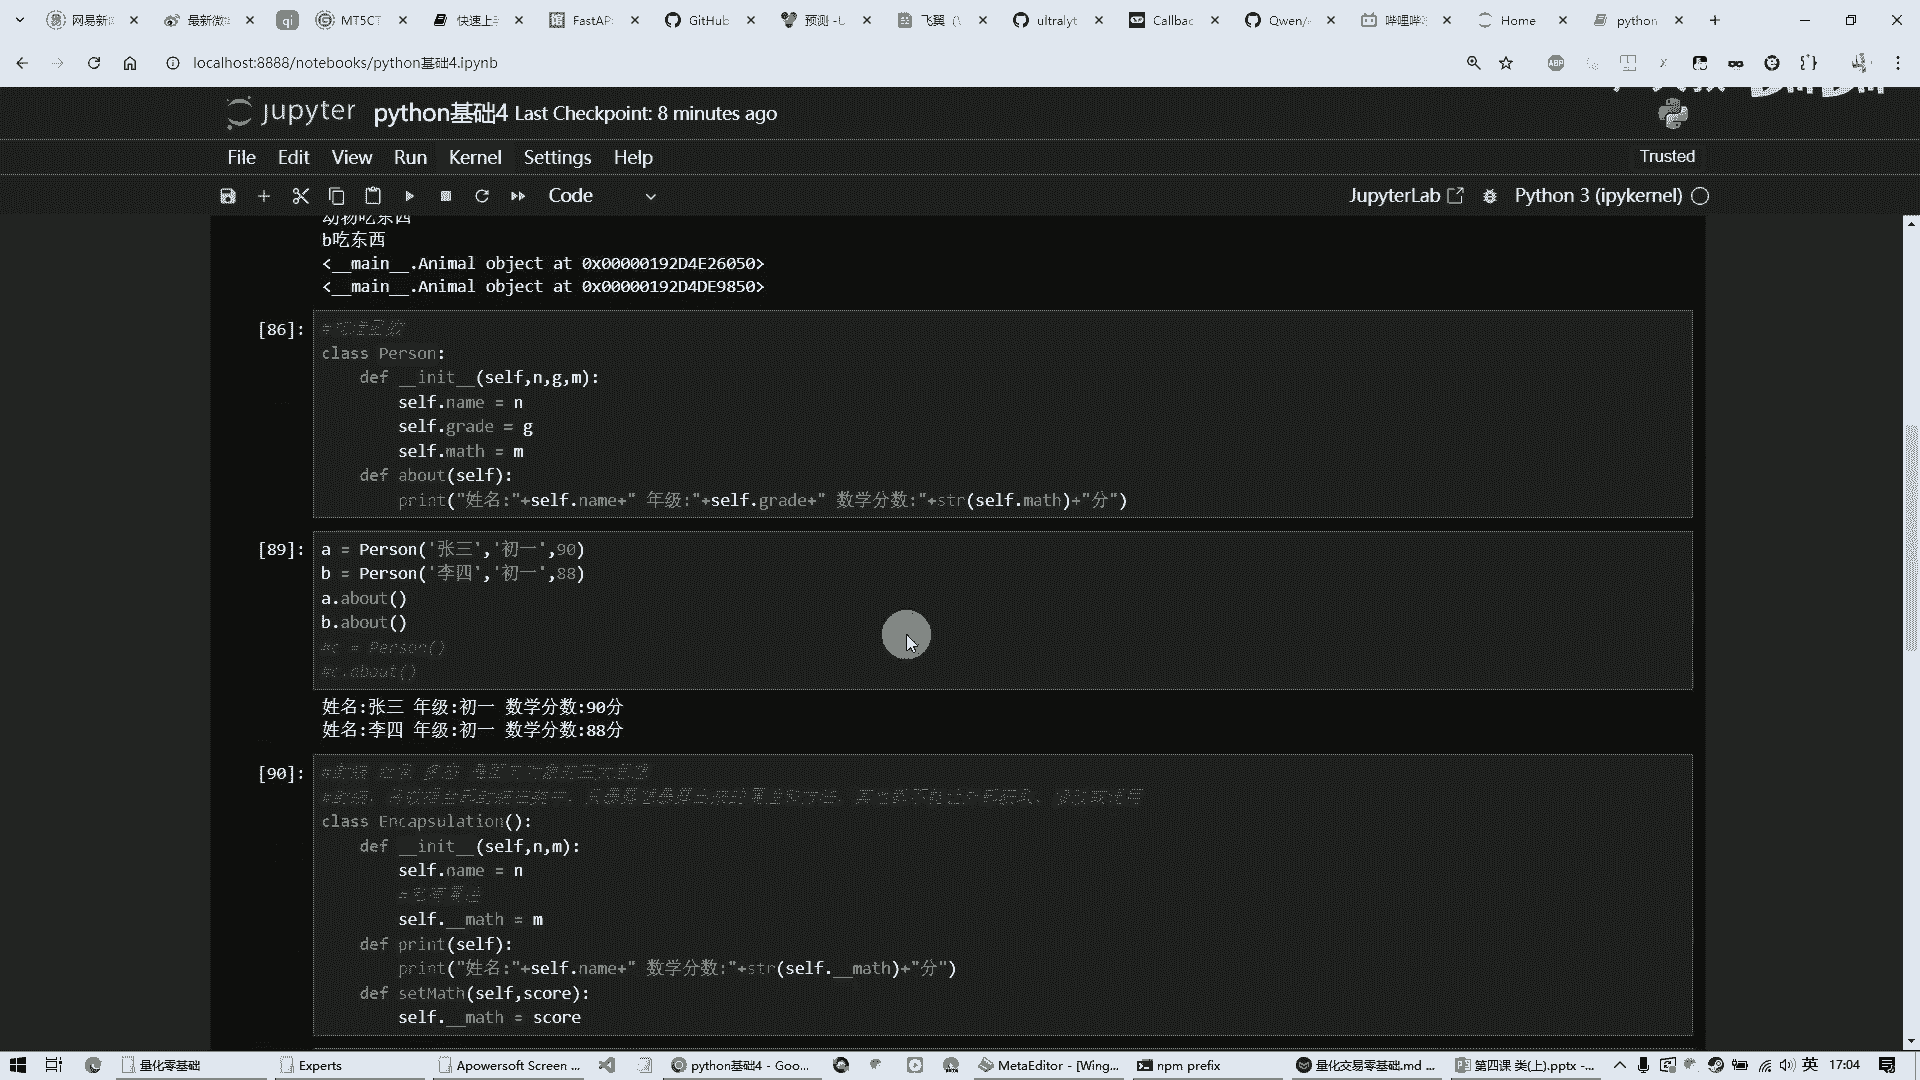 网易新
最新微
qi
MT5CT
快速上
FastAP
GitHub
预测 - U
飞翼 (
ultralyt
Callbac
Qwen/
哔哩哔
Home
python
localhost:8888/notebooks/python基础4.ipynb
ABP
jupyter python基础4 Last Checkpoint: 8 minutes ago
File Edit View Run Kernel Settings Help
Trusted
Code
JupyterLab
Python 3 (ipykernel)
动物吃东西
b吃东西
<__main__.Animal object at 0x00000192D4E26050>
<__main__.Animal object at 0x00000192D4DE9850>
[86]:
class Person:
def __init__(self,n,g,m):
self.name = n
self.grade = g
self.math = m
def about(self):
print("姓名:"+self.name+" 年级:"+self.grade+" 数学分数:"+str(self.math)+"分")
[89]:
a = Person('张三','初一',90)
b = Person('李四','初一',88)
a.about()
b.about()
#c = Person()
#c.about()
姓名:张三 年级:初一 数学分数:90分
姓名:李四 年级:初一 数学分数:88分
[90]:
class Encapsulation():
def __init__(self,n,m):
self.name = n
self.__math = m
def print(self):
print("姓名:"+self.name+" 数学分数:"+str(self.__math)+"分")
def setMath(self,score):
self.__math = score
量化零基础
Experts
Apowersoft Screen ...
python基础4 - Goo...
MetaEditor - [Wing...
npm prefix
量化交易零基础.md ...
第四课 类(上).pptx -...
英
17:04